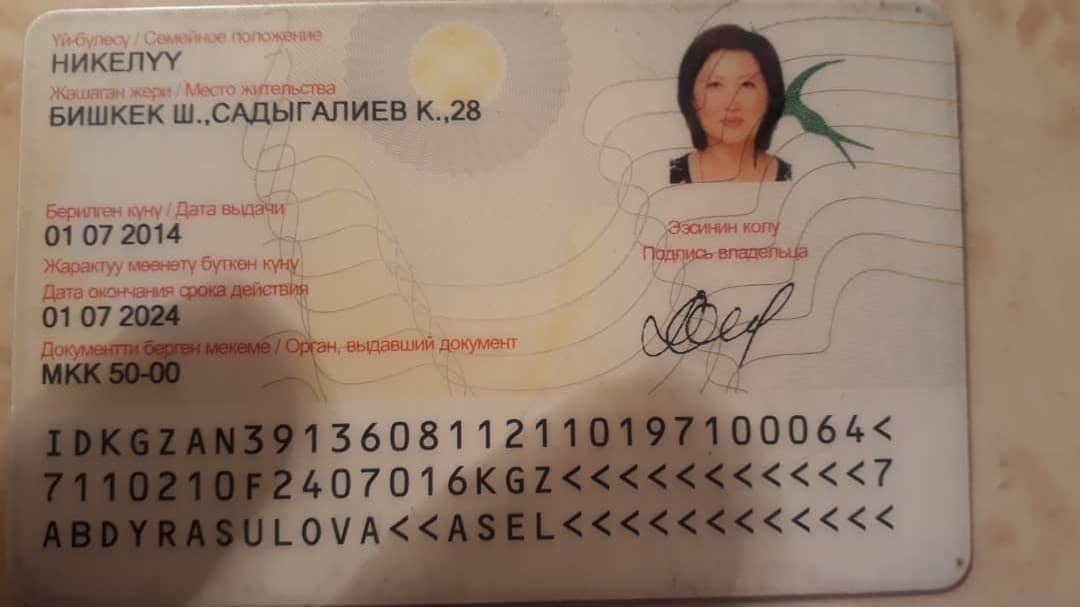 Үй-бүлөсү / Семейное положение
НИКЕЛҮҮ
Жашаган жери / Место жительства
БИШКЕК Ш.,САДЫГАЛИЕВ К.,28
Берилген күнү / Дата выдачи
01 07 2014
Жарактуу мөөнөтү бүткөн күнү
Дата окончания срока действия
01 07 2024
Документти берген мекеме / Орган, выдавший документ
МКК 50-00
Ээсинин колу
Подпись владельца
IDKGZAN3913608112110197100064<
7110210F2407016KGZ<<<<<<<<<<<7
ABDYRASULOVA<<ASEL<<<<<<<<<<<<